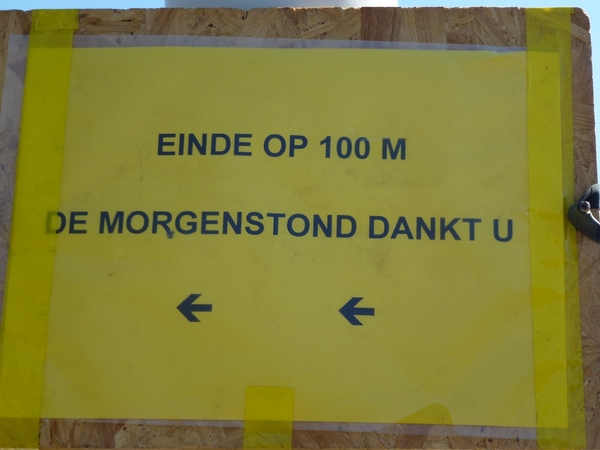 EINDE OP 100 M
DE MORGENSTOND DANKT U
← ←